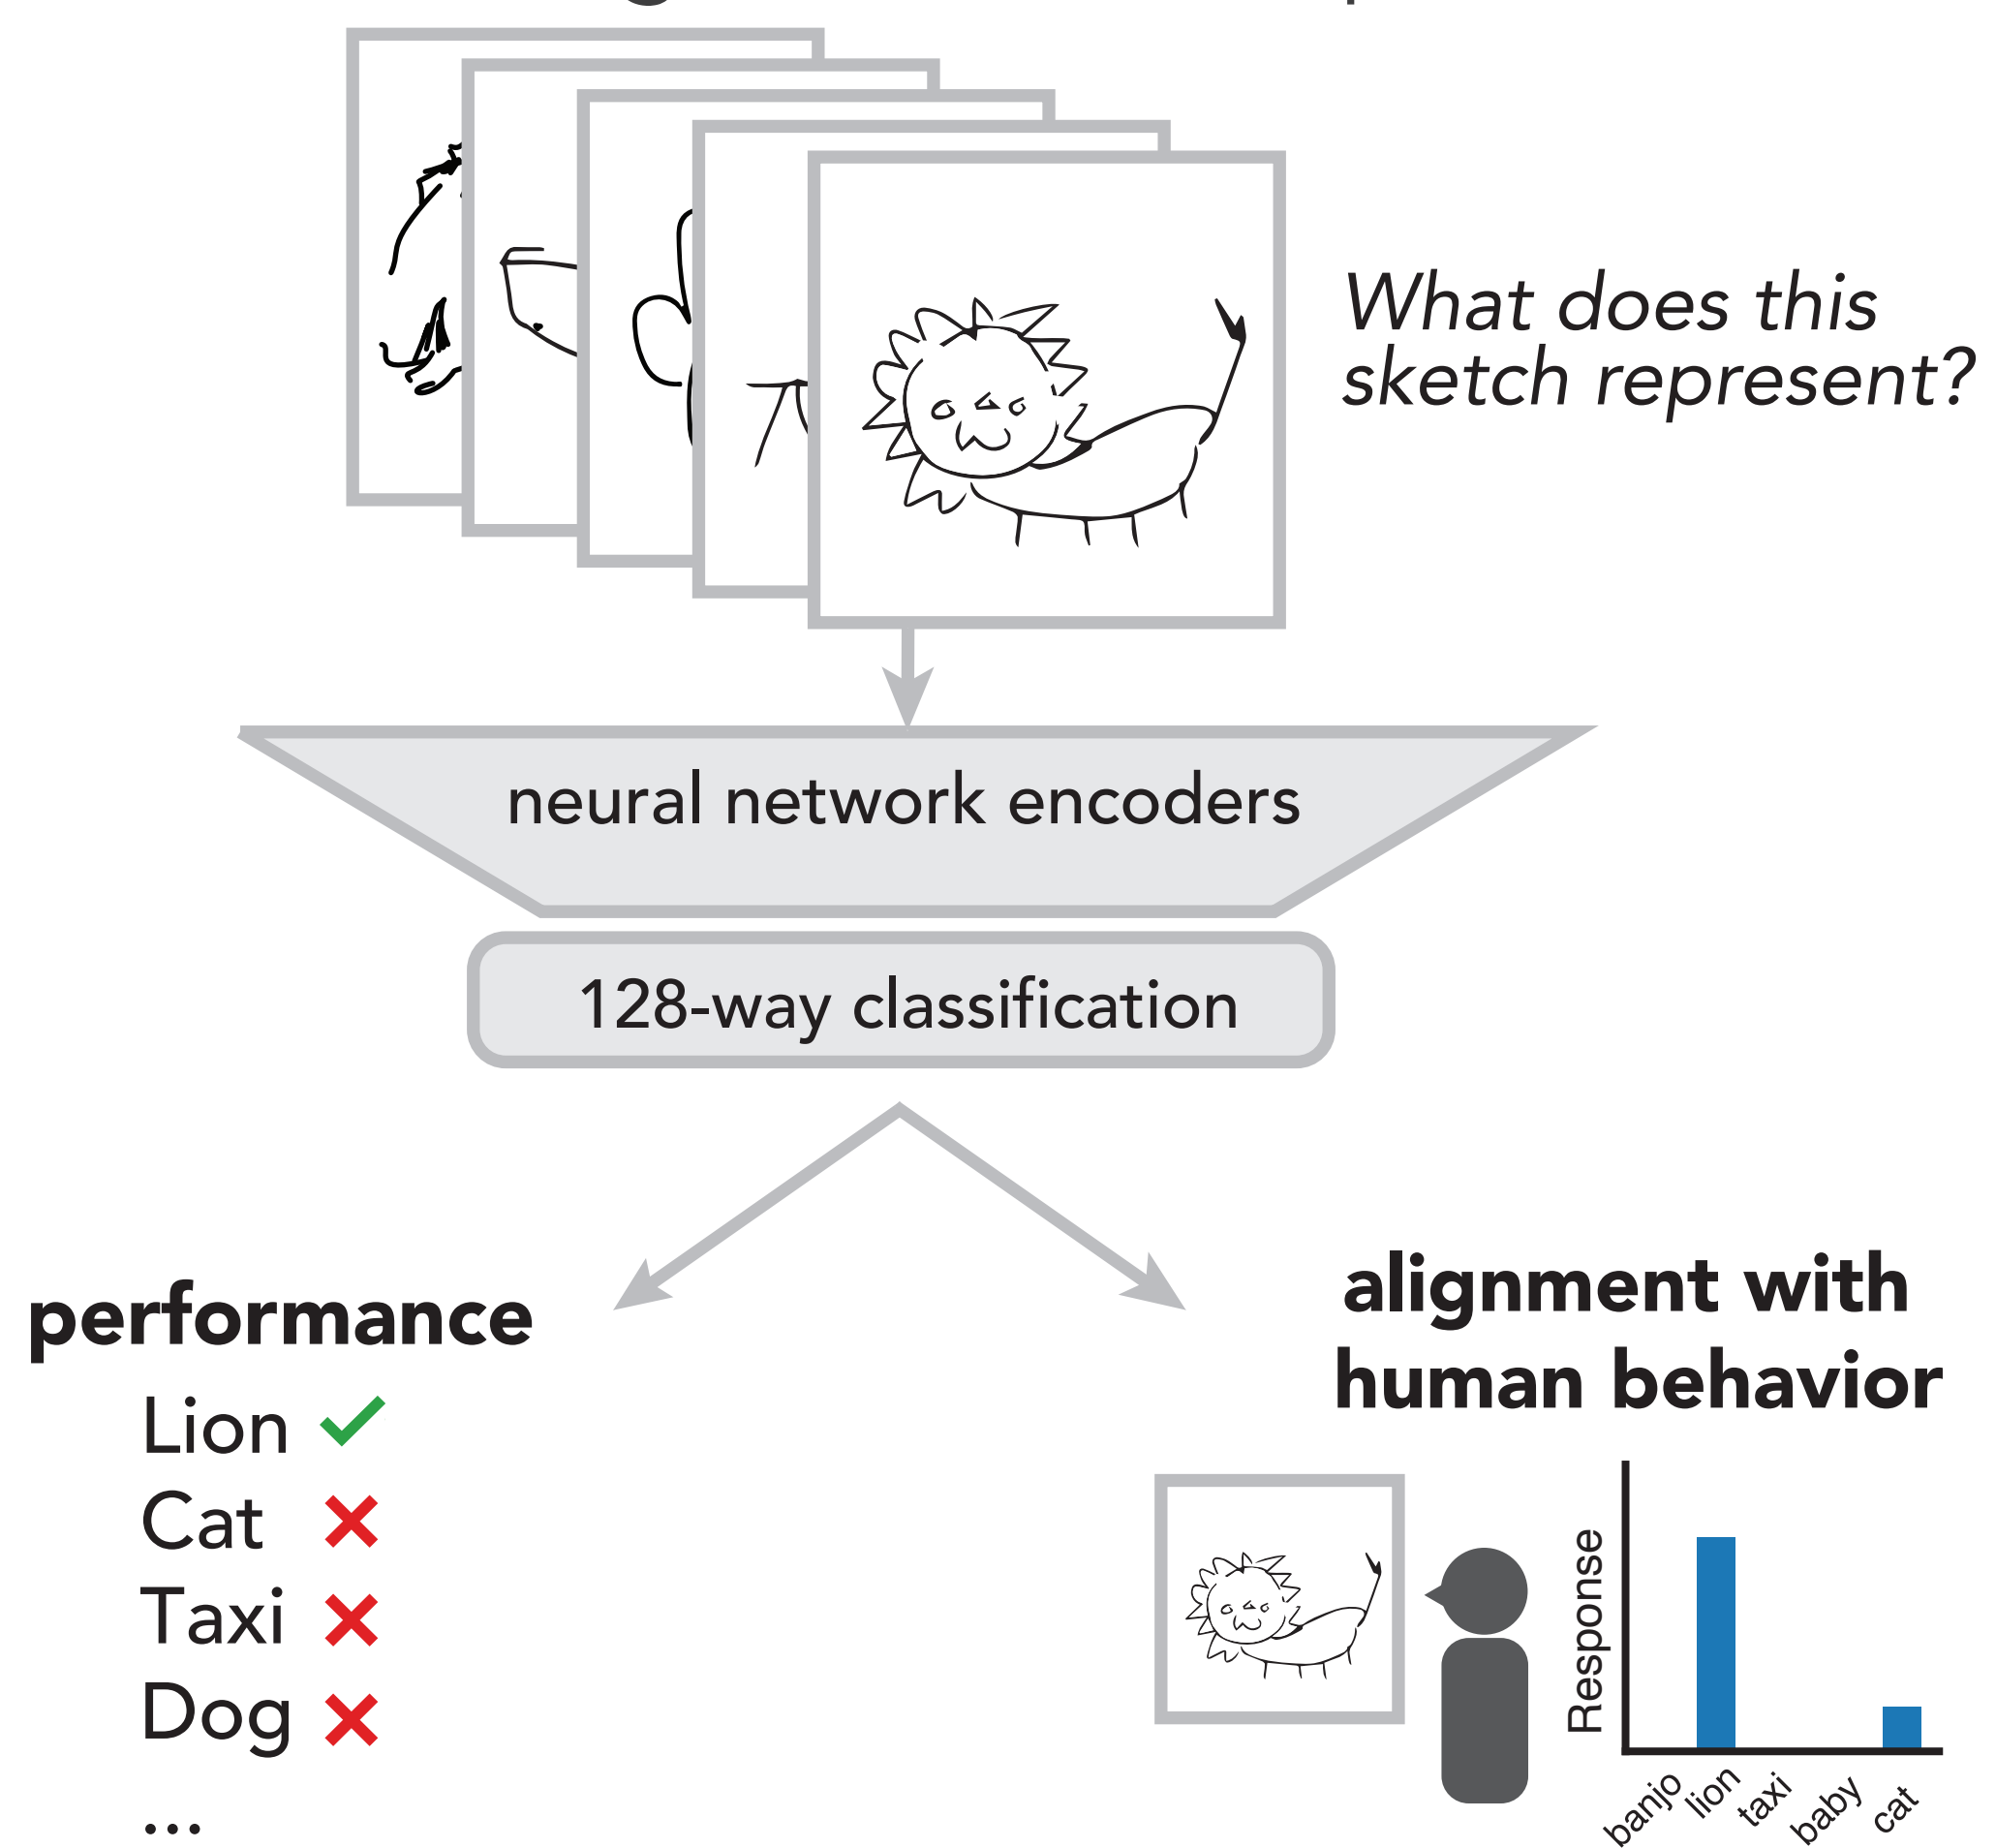 What does this
sketch represent?
neural network encoders
128-way classification
performance
Lion
Cat
Taxi
Dog
...
alignment with
human behavior
Response
banjo
lion
taxi
baby
cat